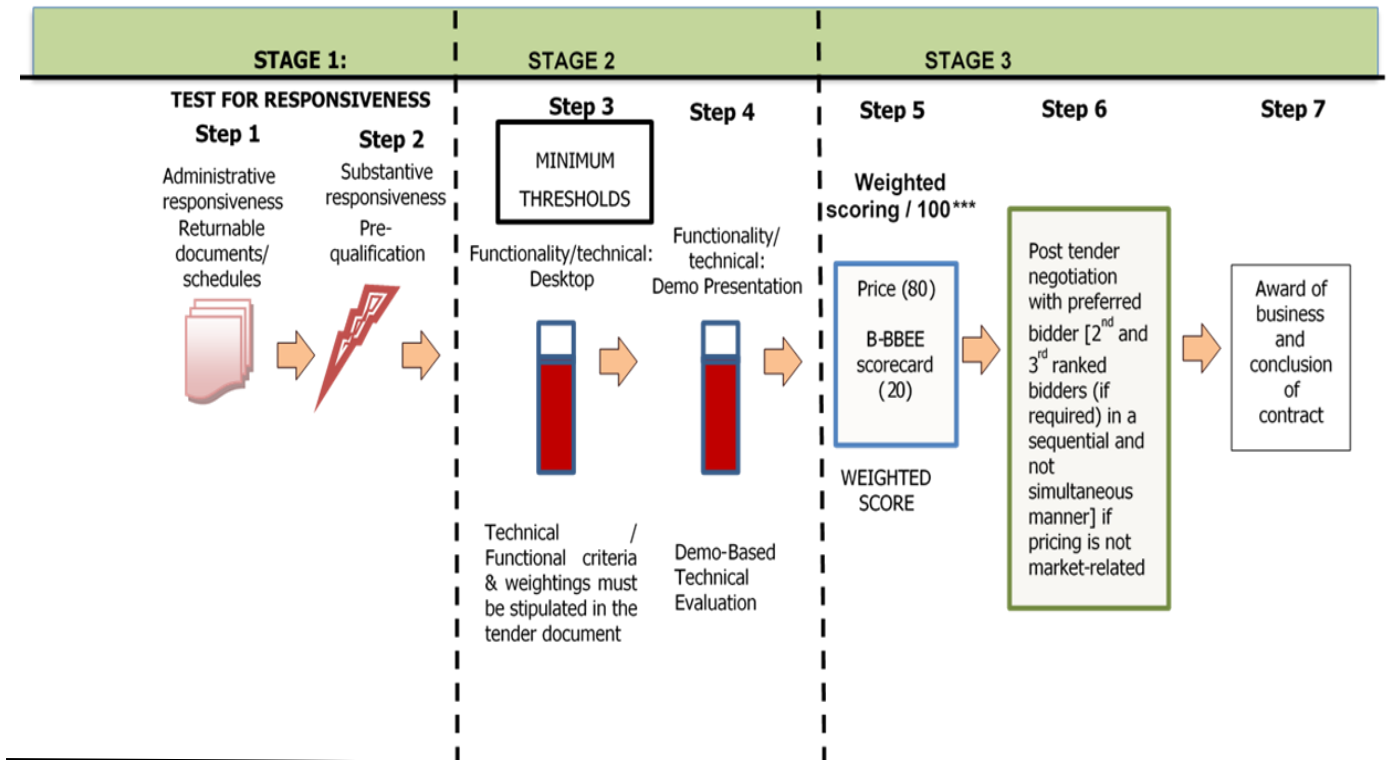 STAGE 1:
STAGE 2
STAGE 3
TEST FOR RESPONSIVENESS
Step 1
Administrative
responsiveness
Returnable
documents/
schedules
Step 2
Substantive
responsiveness
Pre-
qualification
Step 3
MINIMUM
THRESHOLDS
Functionality/technical:
Desktop
Technical /
Functional criteria
& weightings must
be stipulated in the
tender document
Step 4
Functionality/
technical:
Demo Presentation
Demo-Based
Technical
Evaluation
Step 5
Weighted
scoring / 100***
Price (80)
B-BBEE
scorecard
(20)
WEIGHTED
SCORE
Step 6
Post tender
negotiation
with preferred
bidder [2nd and
3rd ranked
bidders (if
required) in a
sequential and
not
simultaneous
manner] if
pricing is not
market-related
Step 7
Award of
business
and
conclusion
of
contract